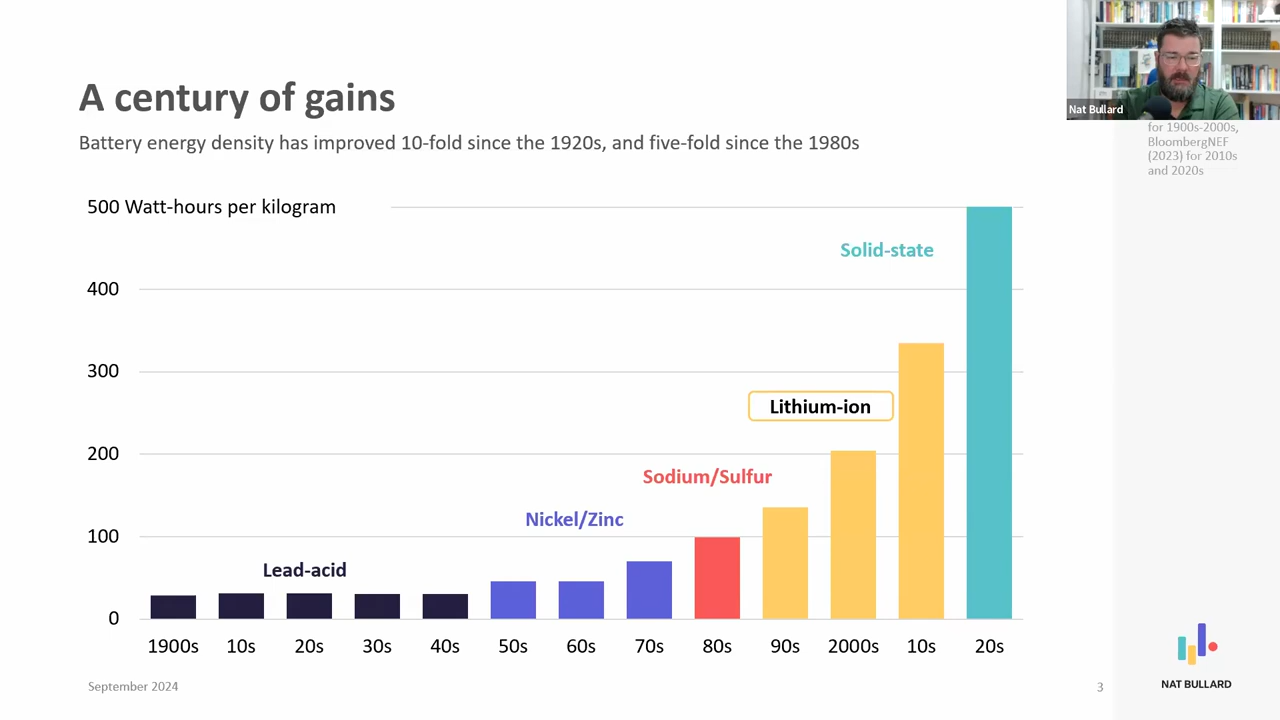 A century of gains
Battery energy density has improved 10-fold since the 1920s, and five-fold since the 1980s
Nat Bullard
for 1900s-2000s,
BloombergNEF
(2023) for 2010s
and 2020s
500 Watt-hours per kilogram
400
300
200
100
0
Solid-state
Lithium-ion
Sodium/Sulfur
Nickel/Zinc
Lead-acid
1900s 10s 20s 30s 40s 50s 60s 70s 80s 90s 2000s 10s 20s
September 2024
3
NAT BULLARD